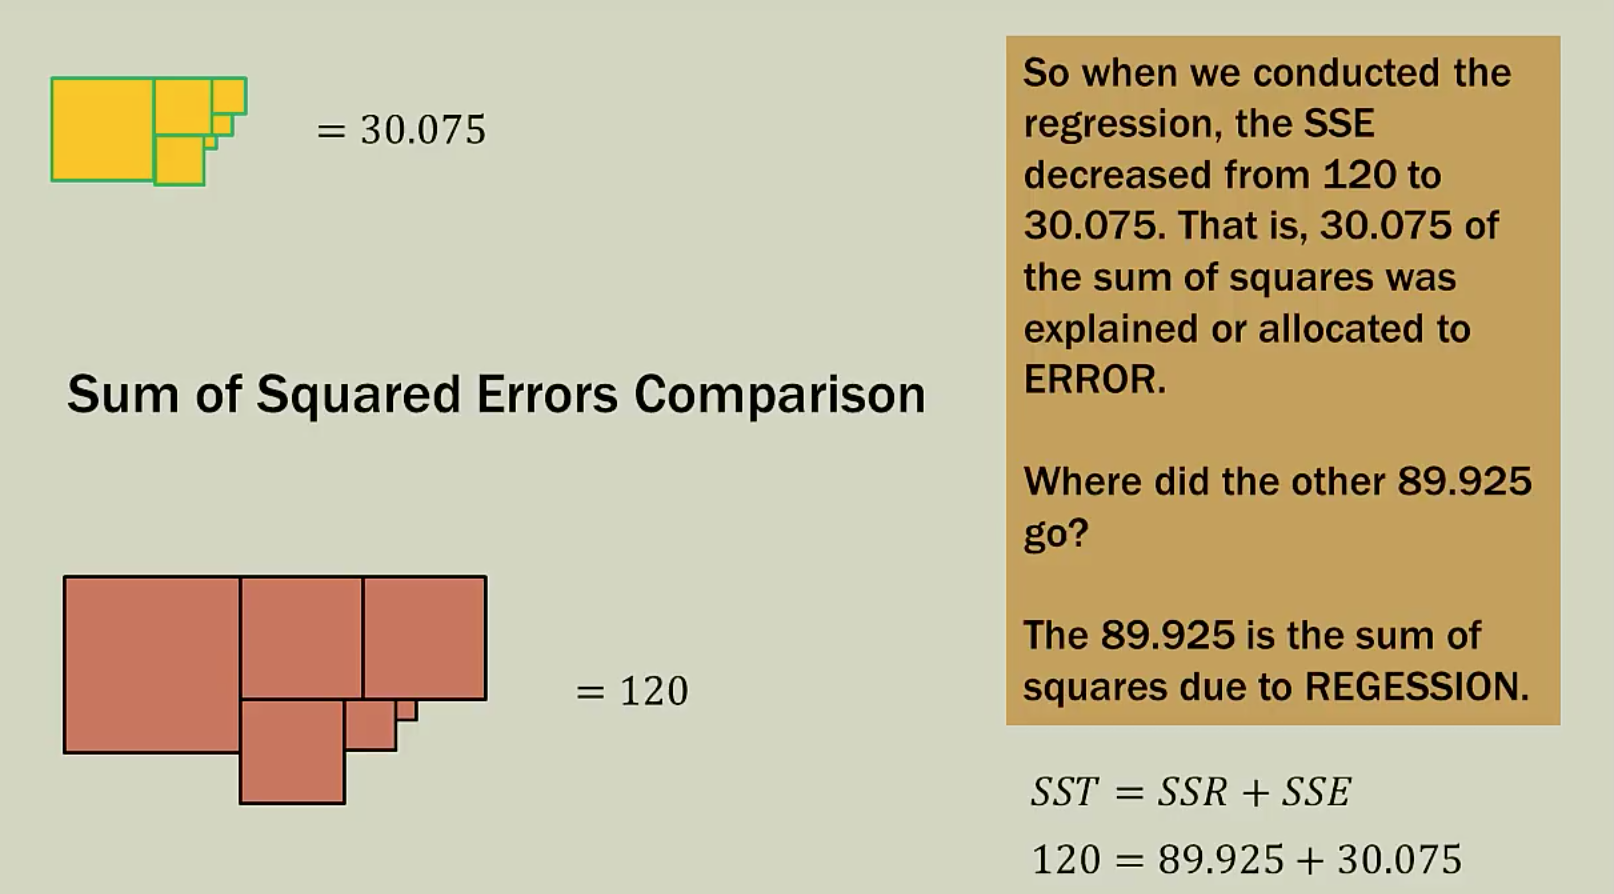 = 30.075
Sum of Squared Errors Comparison
= 120
So when we conducted the
regression, the SSE
decreased from 120 to
30.075. That is, 30.075 of
the sum of squares was
explained or allocated to
ERROR.
Where did the other 89.925
go?
The 89.925 is the sum of
squares due to REGESSION.
SST = SSR + SSE
120 = 89.925 + 30.075